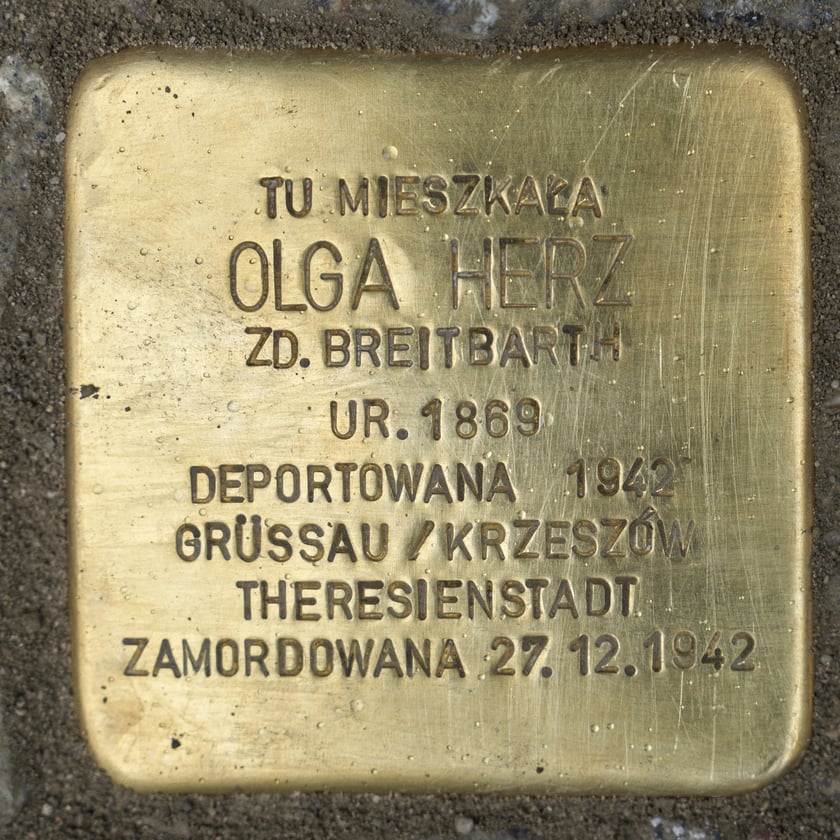 TU MIESZKAŁA
OLGA HERZ
ZD. BREITBARTH
UR. 1869
DEPORTOWANA 1942
GRÜSSAU / KRZESZÓW
THERESIENSTADT
ZAMORDOWANA 27. 12. 1942